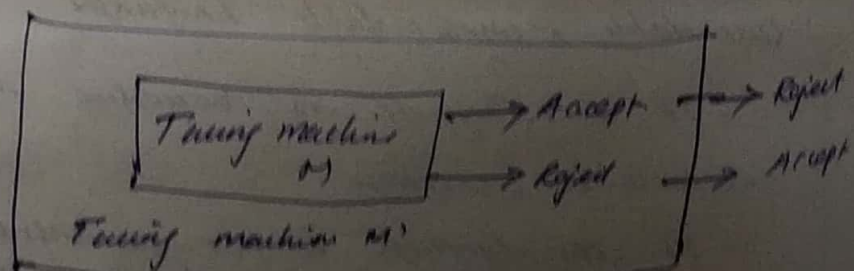 Accept Reject
Turing machine
M
Reject Accept
Turing machine M'